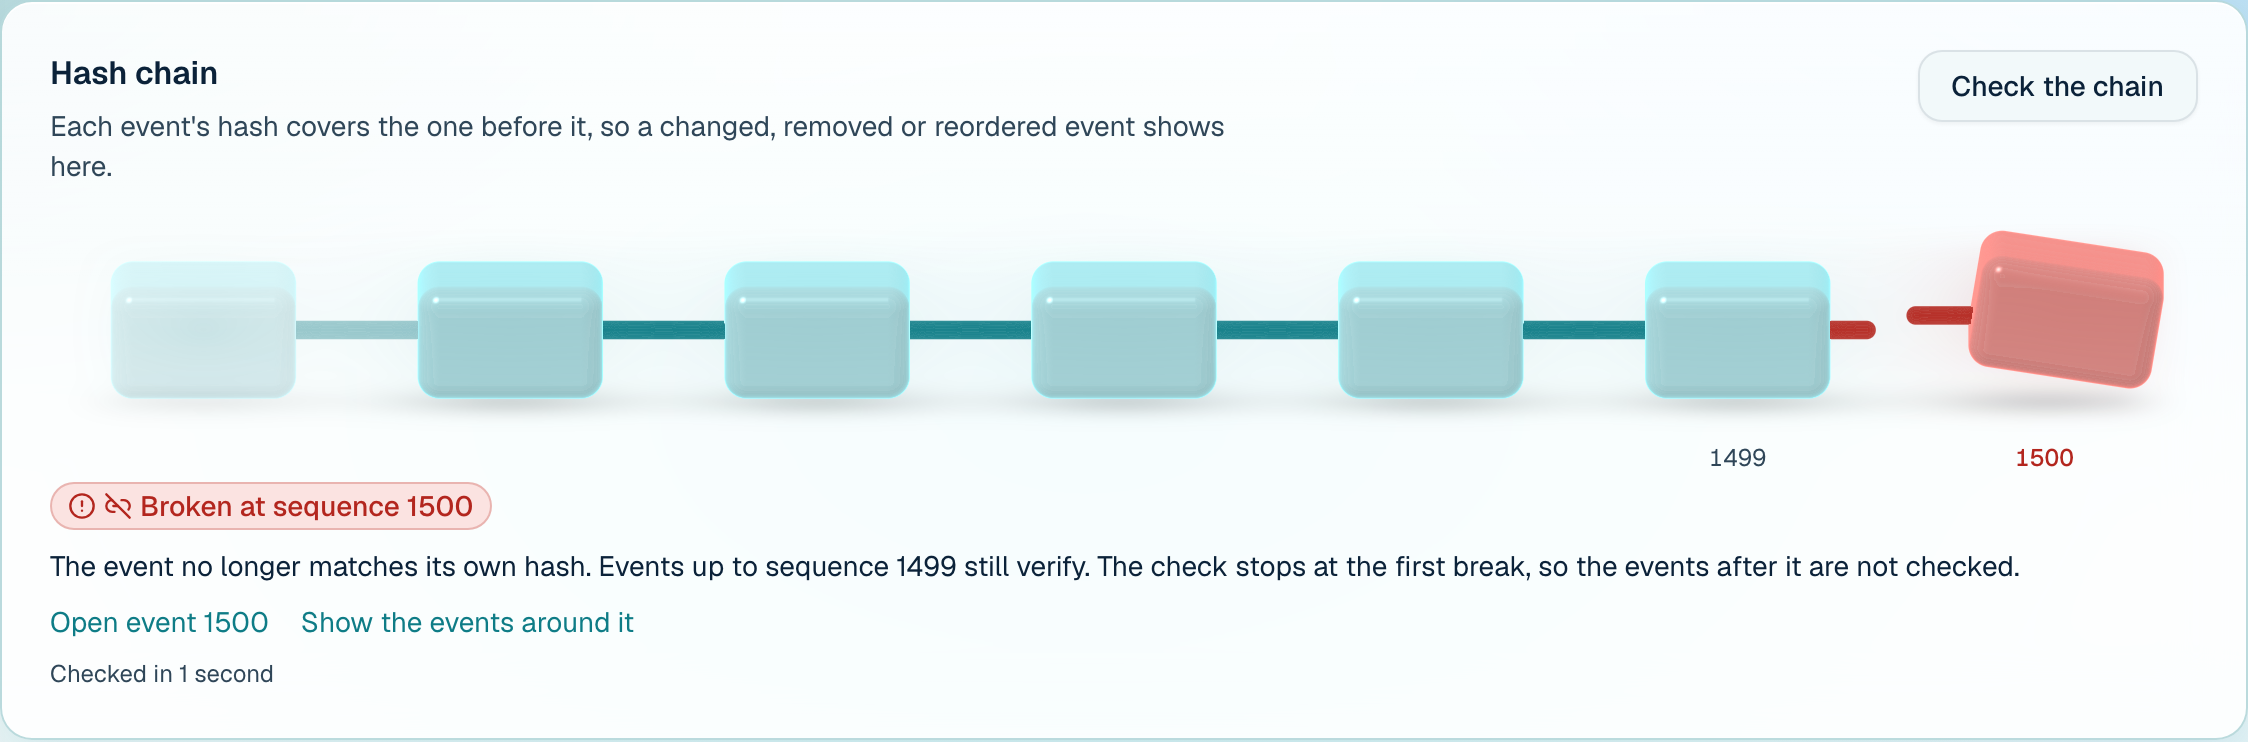 Hash chain
Check the chain
Each event's hash covers the one before it, so a changed, removed or reordered event shows
here.
1499
1500
Broken at sequence 1500
The event no longer matches its own hash. Events up to sequence 1499 still verify. The check stops at the first break, so the events after it are not checked.
Open event 1500
Show the events around it
Checked in 1 second